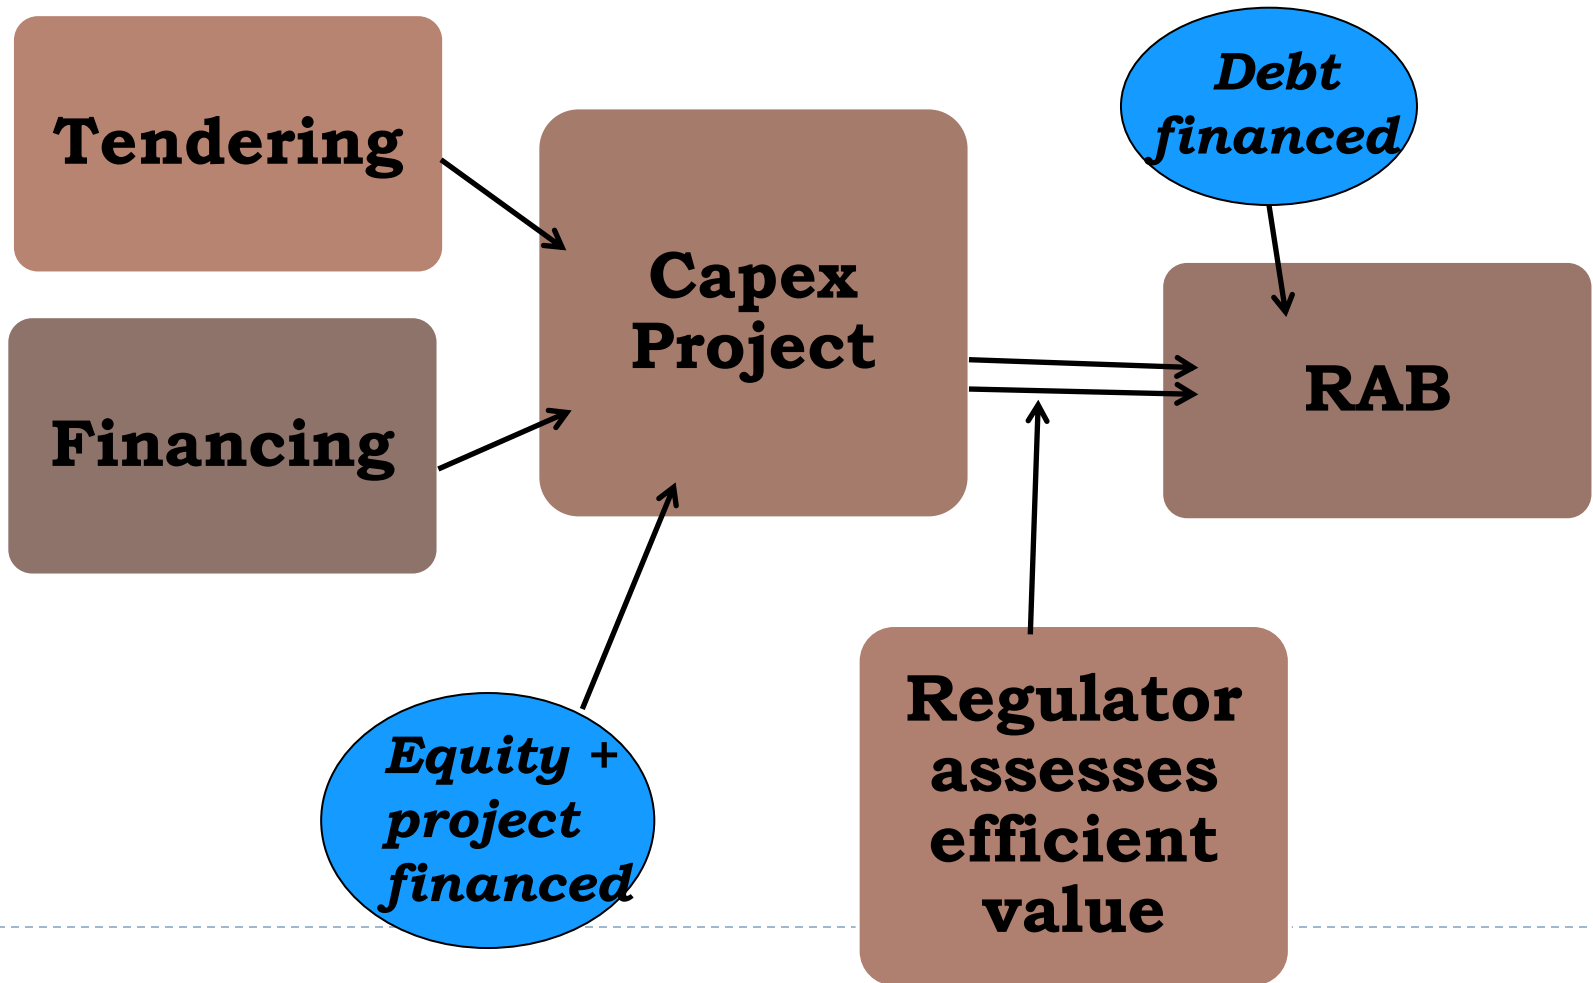 Tendering
Financing
Capex
Project
Debt
financed
RAB
Equity +
project
financed
Regulator
assesses
efficient
value